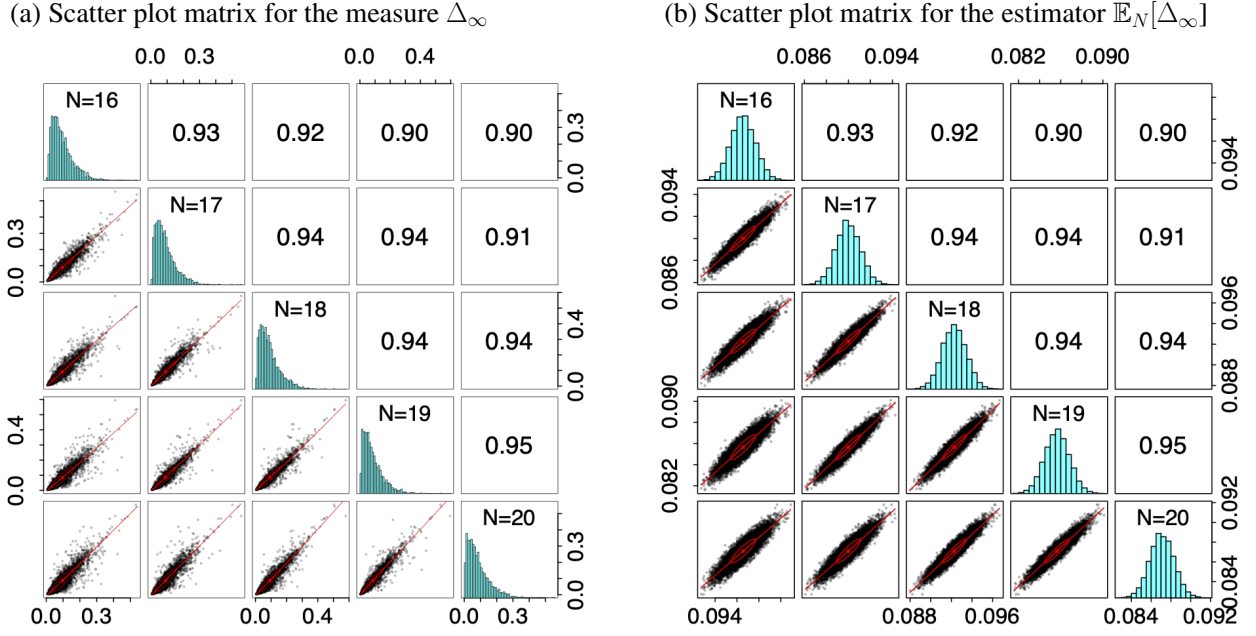 (a) Scatter plot matrix for the measure Δ∞
(b) Scatter plot matrix for the estimator 𝔼_N[Δ∞]
0.0 0.3 0.0 0.4
0.086 0.094 0.082 0.090
N=16 0.93 0.92 0.90 0.90 0.0 0.3
N=16 0.93 0.92 0.90 0.90 0.094
0.0 0.3 N=17 0.94 0.94 0.91
0.086 0.094 N=17 0.94 0.94 0.91
N=18 0.94 0.94 0.0 0.4
N=18 0.94 0.94 0.088 0.096
0.0 0.4 N=19 0.95
0.082 0.090 N=19 0.95
N=20 0.0 0.3
N=20 0.084 0.092
0.0 0.3 0.0 0.4 0.0 0.3
0.094 0.088 0.096 0.084 0.092